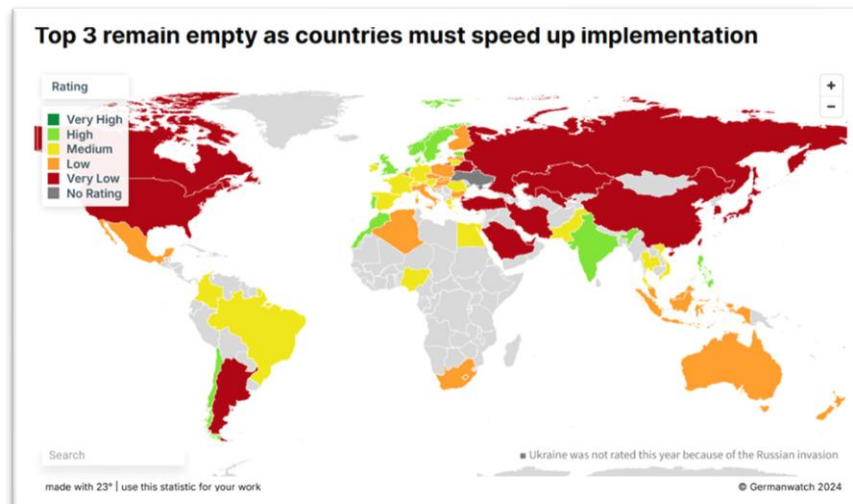 Top 3 remain empty as countries must speed up implementation
Rating
Very High
High
Medium
Low
Very Low
No Rating
+
−
Search
Ukraine was not rated this year because of the Russian invasion
made with 23° | use this statistic for your work
© Germanwatch 2024